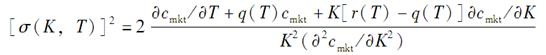 [σ(K, T)]² = 2 (∂c_mkt/∂T + q(T)c_mkt + K[r(T) − q(T)]∂c_mkt/∂K) / (K²(∂²c_mkt/∂K²))